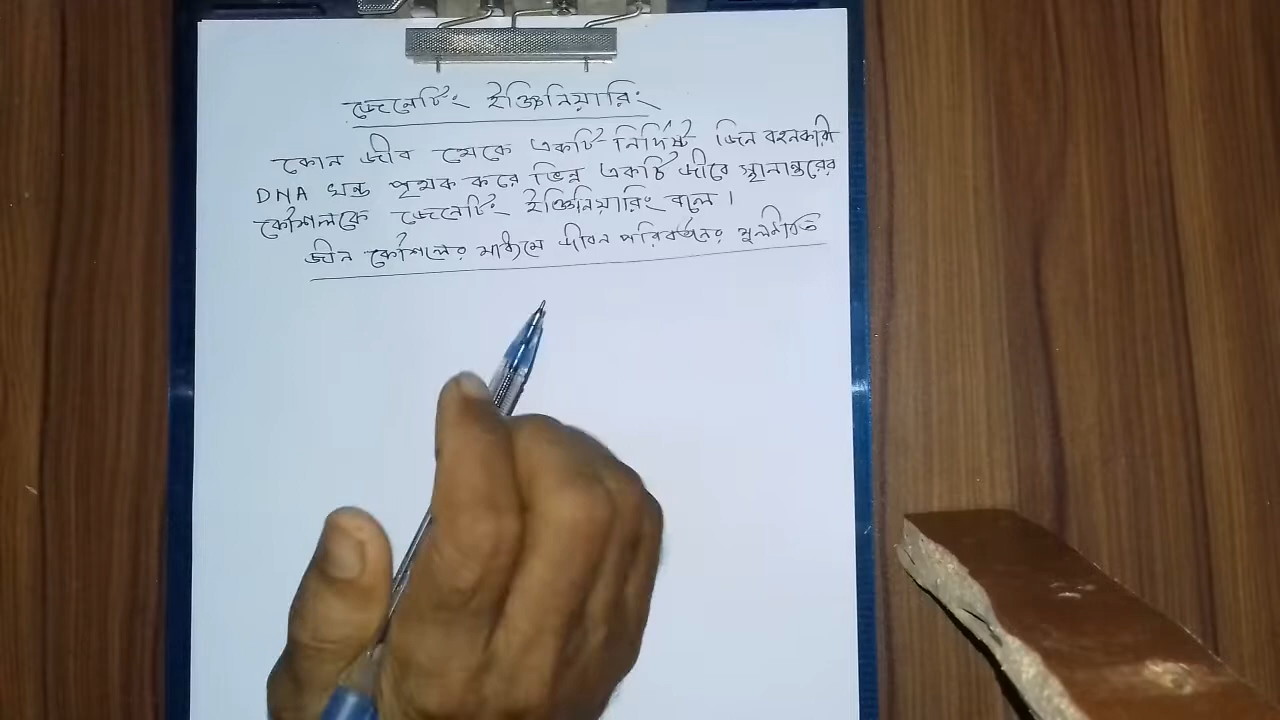 জেনেটিং ইঞ্জিনিয়ারিং
কোন জীব থেকে একটি নির্দিষ্ট জিন বহনকারী
DNA খন্ড পৃথক করে ভিন্ন একটি জীবে স্থানান্তরের
কৌশলকে জেনেটিং ইঞ্জিনিয়ারিং বলে।
জীন কৌশলের মাধ্যমে জীবন পরিবর্তনের মূলনীতি